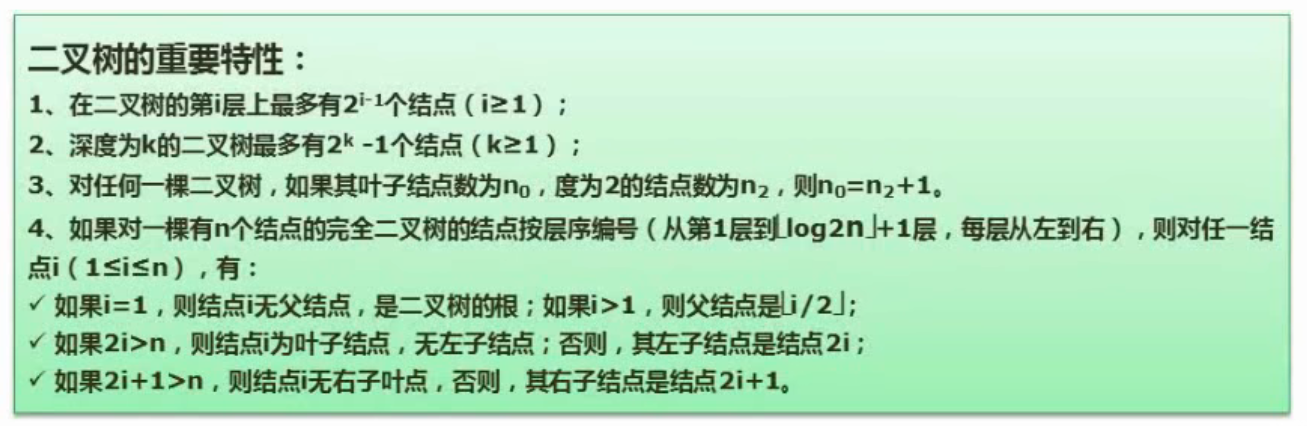 二叉树的重要特性：
1、在二叉树的第i层上最多有2ⁱ⁻¹个结点（i≥1）；
2、深度为k的二叉树最多有2ᵏ -1个结点（k≥1）；
3、对任何一棵二叉树，如果其叶子结点数为n₀，度为2的结点数为n₂，则n₀=n₂+1。
4、如果对一棵有n个结点的完全二叉树的结点按层序编号（从第1层到⌊log2n⌋+1层，每层从左到右），则对任一结
点i（1≤i≤n），有：
✓ 如果i=1，则结点i无父结点，是二叉树的根；如果i>1，则父结点是⌊i/2⌋；
✓ 如果2i>n，则结点i为叶子结点，无左子结点；否则，其左子结点是结点2i；
✓ 如果2i+1>n，则结点i无右子叶点，否则，其右子结点是结点2i+1。